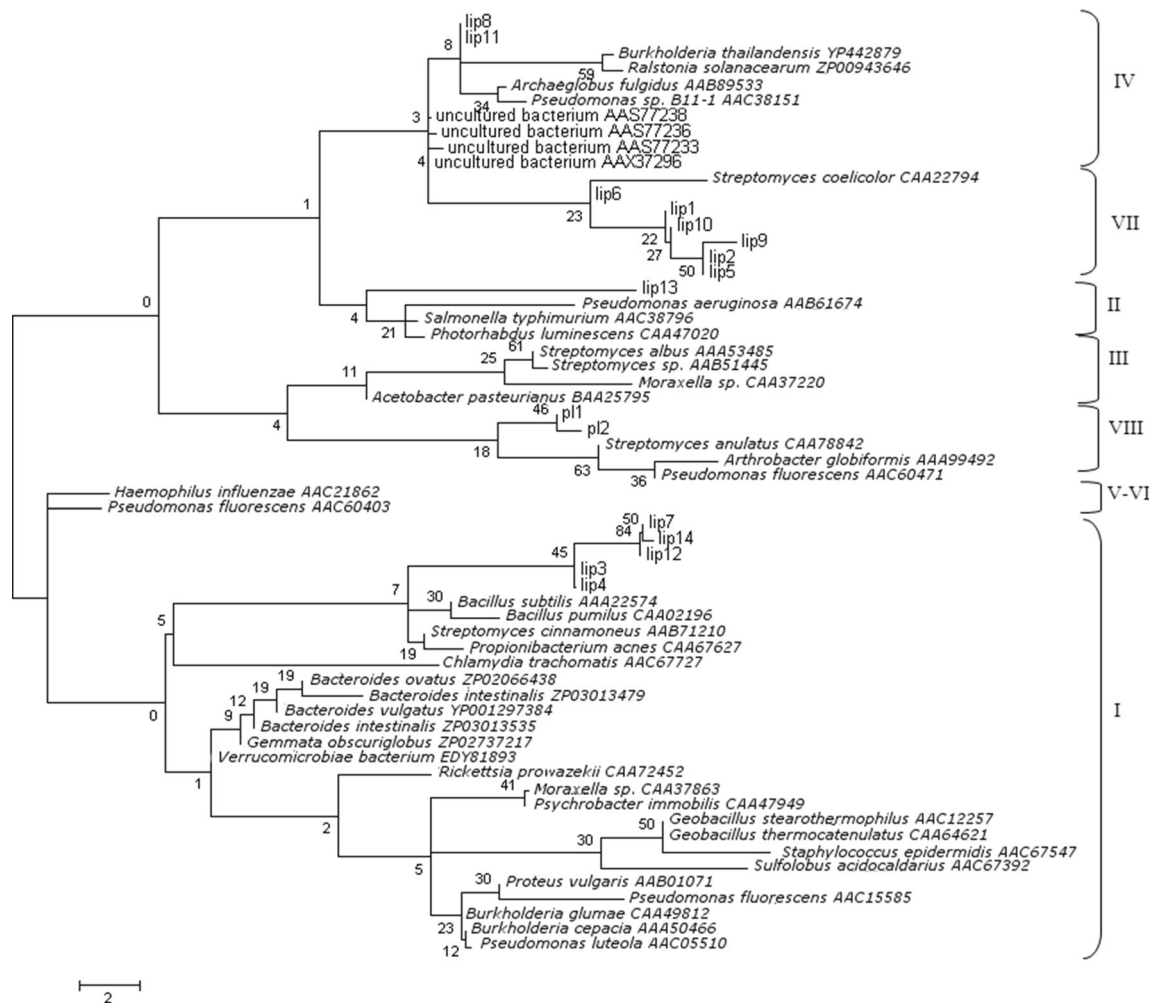 lip8
8
lip11
Burkholderia thailandensis YP442879
59
Ralstonia solanacearum ZP00943646
IV
Archaeglobus fulgidus AAB89533
34
Pseudomonas sp. B11-1 AAC38151
3
uncultured bacterium AAS77238
uncultured bacterium AAS77236
uncultured bacterium AAS77233
4
uncultured bacterium AAX37296
Streptomyces coelicolor CAA22794
lip6
23
1
lip1
lip10
VII
22
lip9
27
lip2
50
lip5
0
lip13
4
Pseudomonas aeruginosa AAB61674
II
Salmonella typhimurium AAC38796
21
Photorhabdus luminescens CAA47020
61
Streptomyces albus AAA53485
25
Streptomyces sp. AAB51445
III
11
Moraxella sp. CAA37220
Acetobacter pasteurianus BAA25795
4
46
pl1
pl2
VIII
18
Streptomyces anulatus CAA78842
63
Arthrobacter globiformis AAA99492
36
Pseudomonas fluorescens AAC60471
Haemophilus influenzae AAC21862
V-VI
Pseudomonas fluorescens AAC60403
50
lip7
84
lip14
45
lip12
lip3
7
lip4
30
Bacillus subtilis AAA22574
Bacillus pumilus CAA02196
5
Streptomyces cinnamoneus AAB71210
19
Propionibacterium acnes CAA67627
Chlamydia trachomatis AAC67727
19
Bacteroides ovatus ZP02066438
19
Bacteroides intestinalis ZP03013479
12
Bacteroides vulgatus YP001297384
I
0
9
Bacteroides intestinalis ZP03013535
Gemmata obscuriglobus ZP02737217
Verrucomicrobiae bacterium EDY81893
1
Rickettsia prowazekii CAA72452
2
41
Moraxella sp. CAA37863
Psychrobacter immobilis CAA47949
Geobacillus stearothermophilus AAC12257
50
Geobacillus thermocatenulatus CAA64621
30
Staphylococcus epidermidis AAC67547
5
Sulfolobus acidocaldarius AAC67392
30
Proteus vulgaris AAB01071
Pseudomonas fluorescens AAC15585
Burkholderia glumae CAA49812
23
Burkholderia cepacia AAA50466
12
Pseudomonas luteola AAC05510
2